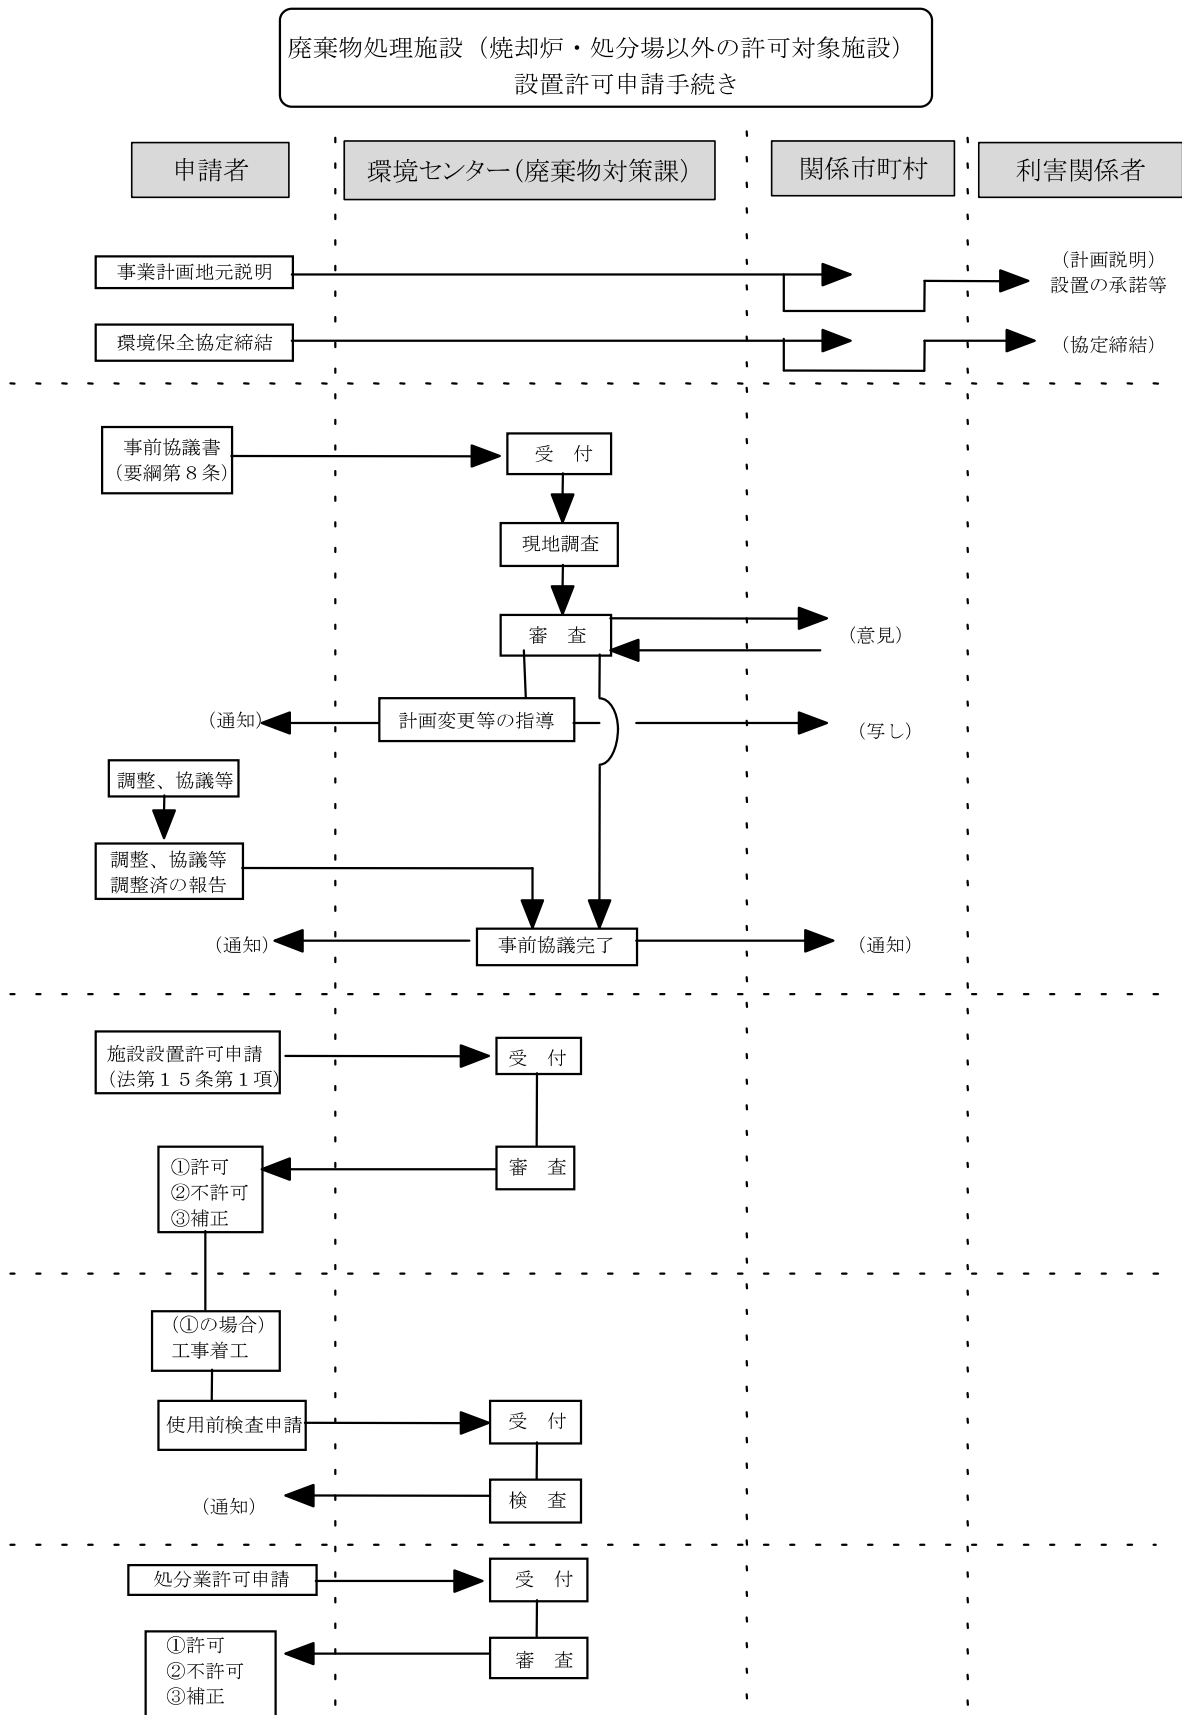 廃棄物処理施設（焼却炉・処分場以外の許可対象施設）
設置許可申請手続き
申請者
環境センター（廃棄物対策課）
関係市町村
利害関係者
事業計画地元説明
（計画説明）
設置の承諾等
環境保全協定締結
（協定締結）
事前協議書
（要綱第８条）
受　付
現地調査
審　査
（意見）
（通知）
計画変更等の指導
（写し）
調整、協議等
調整、協議等
調整済の報告
（通知）
事前協議完了
（通知）
施設設置許可申請
（法第１５条第１項）
受　付
①許可
②不許可
③補正
審　査
（①の場合）
工事着工
使用前検査申請
受　付
（通知）
検　査
処分業許可申請
受　付
①許可
②不許可
③補正
審　査